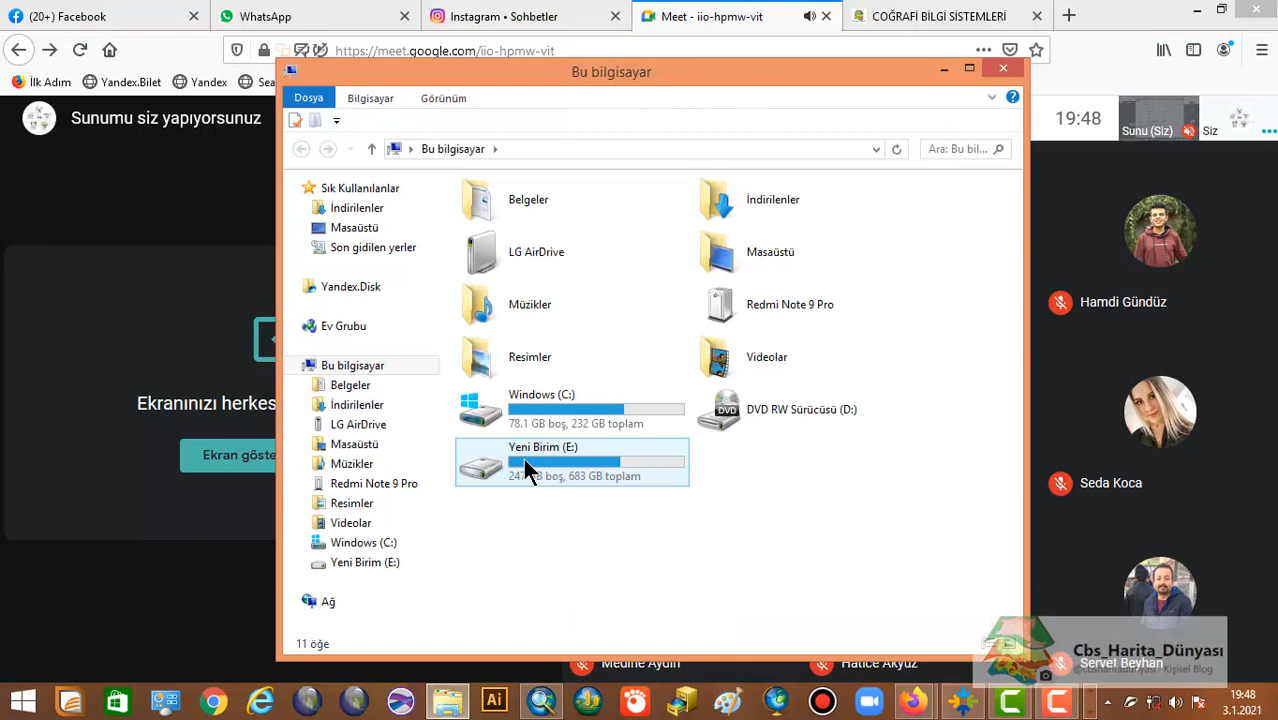 (20+) Facebook
WhatsApp
Instagram • Sohbetler
Meet - iio-hpmw-vit
COĞRAFİ BİLGİ SİSTEMLERİ
https://meet.google.com/iio-hpmw-vit
İlk Adım
Yandex.Bilet
Yandex
Sea
Bu bilgisayar
Sunumu siz yapıyorsunuz
Dosya
Bilgisayar
Görünüm
19:48
Sunu (Siz)
Siz
Bu bilgisayar
Ara: Bu bil...
Sık Kullanılanlar
İndirilenler
Masaüstü
Son gidilen yerler
Yandex.Disk
Ev Grubu
Bu bilgisayar
Belgeler
İndirilenler
LG AirDrive
Masaüstü
Müzikler
Redmi Note 9 Pro
Resimler
Videolar
Windows (C:)
Yeni Birim (E:)
Ağ
Belgeler
İndirilenler
LG AirDrive
Masaüstü
Müzikler
Redmi Note 9 Pro
Resimler
Videolar
Windows (C:)
78.1 GB boş, 232 GB toplam
DVD
DVD RW Sürücüsü (D:)
Yeni Birim (E:)
boş, 683 GB toplam
11 öğe
Ekranınızı herkes
Ekran göste
Hamdi Gündüz
Seda Koca
Servet Beyhan
Medine Aydın
Hatice Akyüz
Cbs_Harita_Dünyası
@cbsharitadunyasi - Kişisel Blog
Ai
19:48
3.1.2021